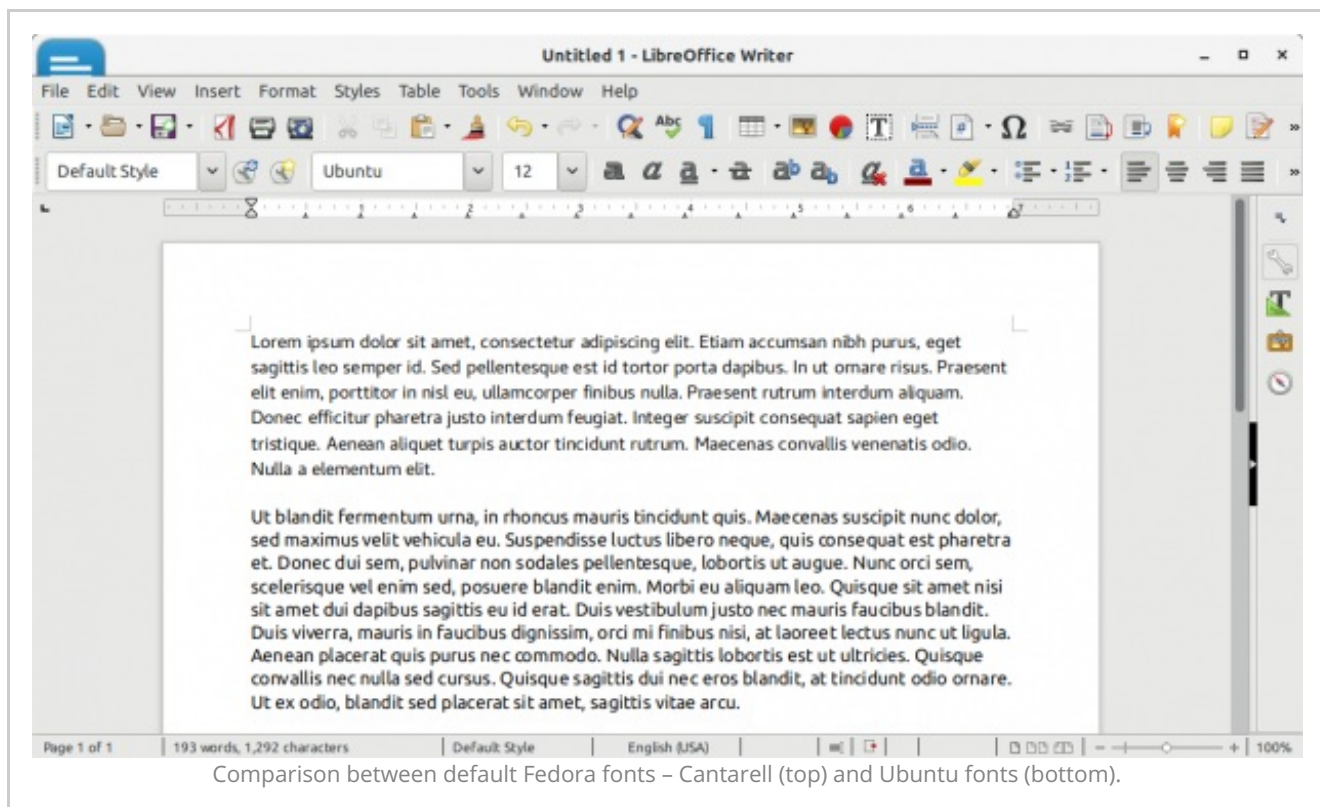 Untitled 1 - LibreOffice Writer
File Edit View Insert Format Styles Table Tools Window Help
Default Style Ubuntu 12
Lorem ipsum dolor sit amet, consectetur adipiscing elit. Etiam accumsan nibh purus, eget
sagittis leo semper id. Sed pellentesque est id tortor porta dapibus. In ut ornare risus. Praesent
elit enim, porttitor in nisl eu, ullamcorper finibus nulla. Praesent rutrum interdum aliquam.
Donec efficitur pharetra justo interdum feugiat. Integer suscipit consequat sapien eget
tristique. Aenean aliquet turpis auctor tincidunt rutrum. Maecenas convallis venenatis odio.
Nulla a elementum elit.
Ut blandit fermentum urna, in rhoncus mauris tincidunt quis. Maecenas suscipit nunc dolor,
sed maximus velit vehicula eu. Suspendisse luctus libero neque, quis consequat est pharetra
et. Donec dui sem, pulvinar non sodales pellentesque, lobortis ut augue. Nunc orci sem,
scelerisque vel enim sed, posuere blandit enim. Morbi eu aliquam leo. Quisque sit amet nisi
sit amet dui dapibus sagittis eu id erat. Duis vestibulum justo nec mauris faucibus blandit.
Duis viverra, mauris in faucibus dignissim, orci mi finibus nisi, at laoreet lectus nunc ut ligula.
Aenean placerat quis purus nec commodo. Nulla sagittis lobortis est ut ultricies. Quisque
convallis nec nulla sed cursus. Quisque sagittis dui nec eros blandit, at tincidunt odio ornare.
Ut ex odio, blandit sed placerat sit amet, sagittis vitae arcu.
Page 1 of 1 193 words, 1,292 characters Default Style English (USA) 100%
Comparison between default Fedora fonts – Cantarell (top) and Ubuntu fonts (bottom).